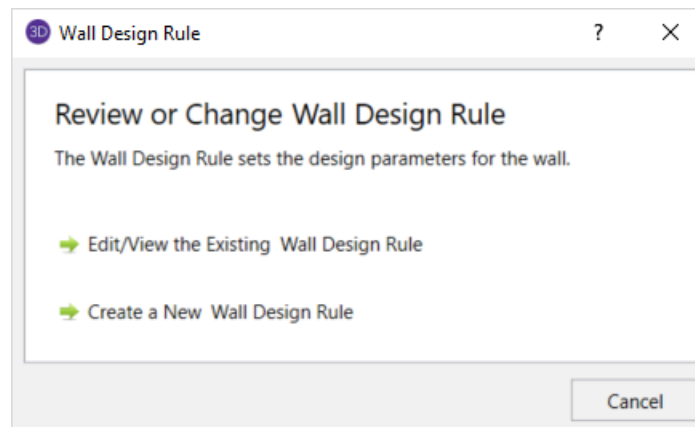 3D Wall Design Rule ? X
Review or Change Wall Design Rule
The Wall Design Rule sets the design parameters for the wall.
Edit/View the Existing Wall Design Rule
Create a New Wall Design Rule
Cancel